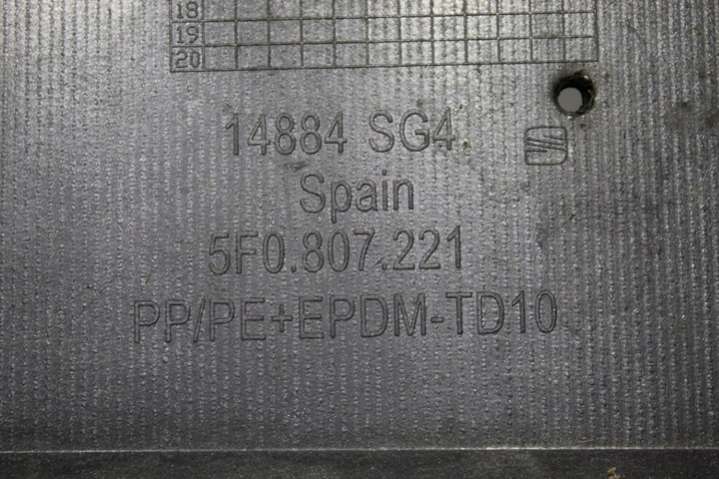 18
19
20
14884 SG4
Spain
5F0.807.221
PP/PE+EPDM-TD10